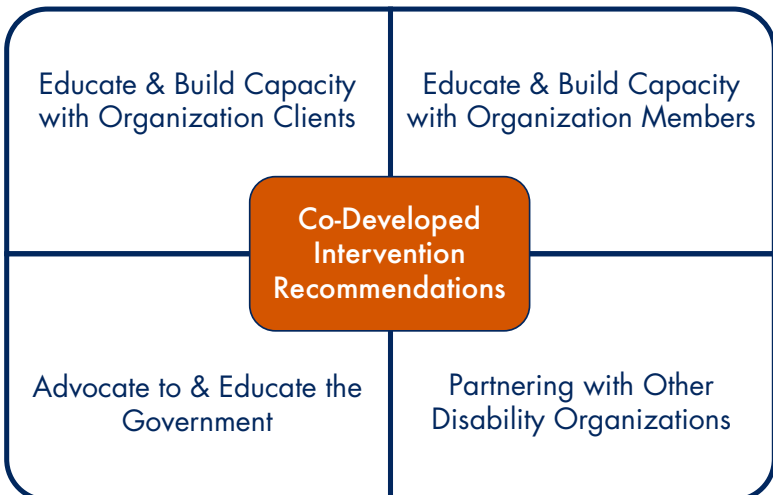 Educate & Build Capacity
with Organization Clients
Educate & Build Capacity
with Organization Members
Co-Developed
Intervention
Recommendations
Advocate to & Educate the
Government
Partnering with Other
Disability Organizations